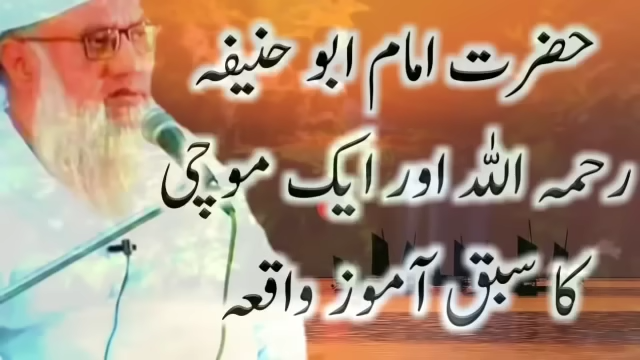 حضرت امام ابو حنیفہ
رحمہ اللہ اور ایک موچی
کا سبق آموز واقعہ